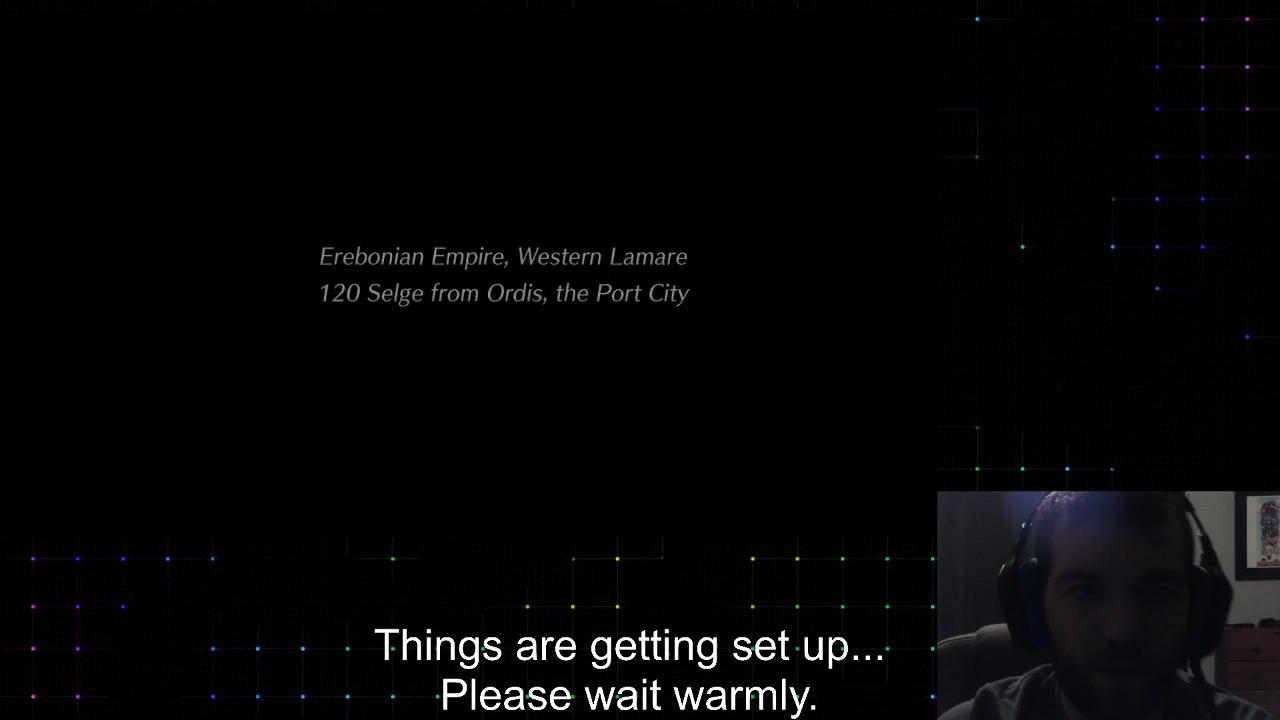 Erebonian Empire, Western Lamare
120 Selge from Ordis, the Port City
Things are getting set up...
Please wait warmly.